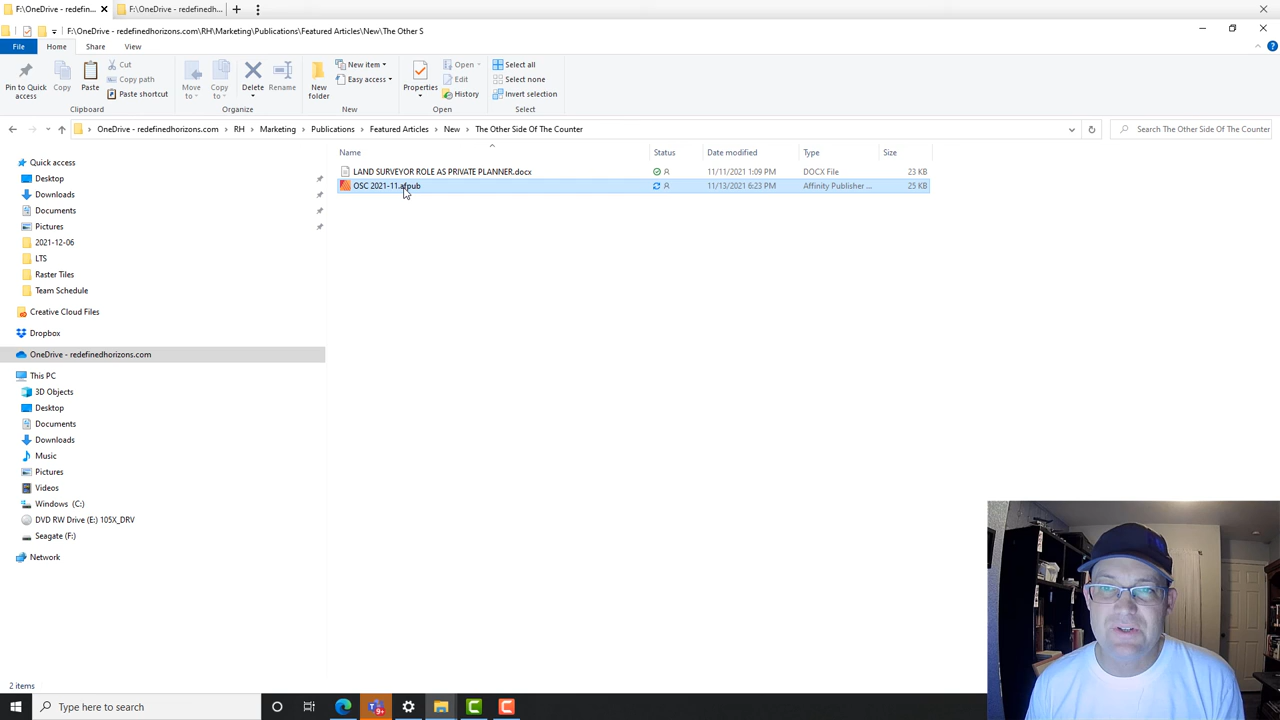 F:\OneDrive - redefin...
F:\OneDrive - redefinedh...
F:\OneDrive - redefinedhorizons.com\RH\Marketing\Publications\Featured Articles\New\The Other S
File
Home
Share
View
Pin to Quick access
Copy
Paste
Cut
Copy path
Paste shortcut
Clipboard
Move to
Copy to
Delete
Rename
Organize
New folder
New item
Easy access
New
Properties
Open
Edit
History
Open
Select all
Select none
Invert selection
Select
OneDrive - redefinedhorizons.com > RH > Marketing > Publications > Featured Articles > New > The Other Side Of The Counter
Search The Other Side Of The Counter
Name
Status
Date modified
Type
Size
LAND SURVEYOR ROLE AS PRIVATE PLANNER.docx
11/11/2021 1:09 PM
DOCX File
23 KB
OSC 2021-11.afpub
11/13/2021 6:23 PM
Affinity Publisher ...
25 KB
Quick access
Desktop
Downloads
Documents
Pictures
2021-12-06
LTS
Raster Tiles
Team Schedule
Creative Cloud Files
Dropbox
OneDrive - redefinedhorizons.com
This PC
3D Objects
Desktop
Documents
Downloads
Music
Pictures
Videos
Windows (C:)
DVD RW Drive (E:) 105X_DRV
Seagate (F:)
Network
2 items
Type here to search
9+